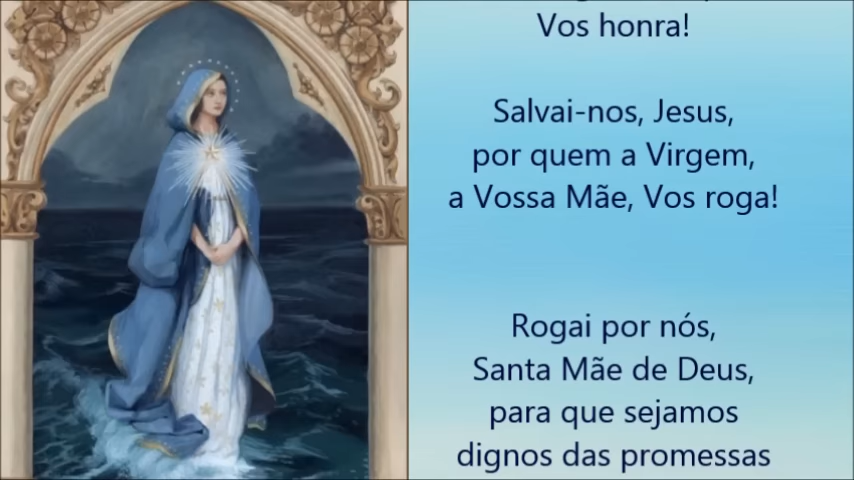 Vos honra!
Salvai-nos, Jesus,
por quem a Virgem,
a Vossa Mãe, Vos roga!
Rogai por nós,
Santa Mãe de Deus,
para que sejamos
dignos das promessas